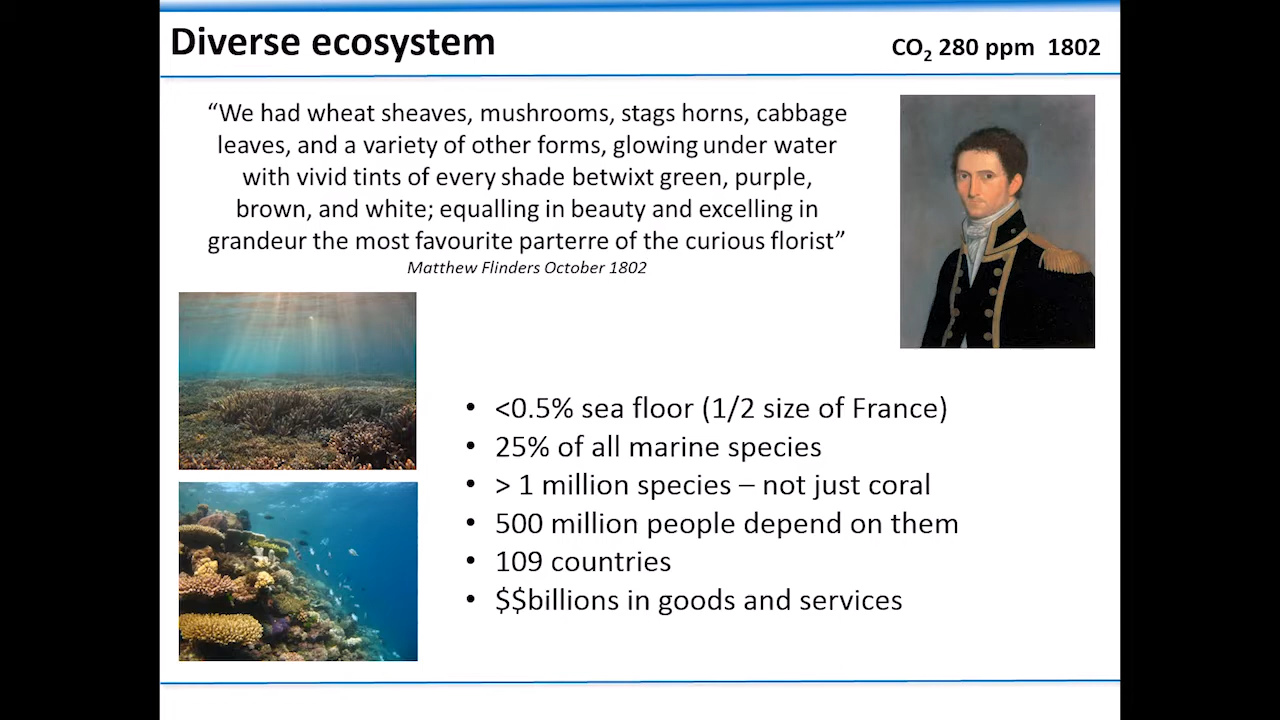 Diverse ecosystem
CO₂ 280 ppm 1802
“We had wheat sheaves, mushrooms, stags horns, cabbage
leaves, and a variety of other forms, glowing under water
with vivid tints of every shade betwixt green, purple,
brown, and white; equalling in beauty and excelling in
grandeur the most favourite parterre of the curious florist”
Matthew Flinders October 1802
• <0.5% sea floor (1/2 size of France)
• 25% of all marine species
• > 1 million species – not just coral
• 500 million people depend on them
• 109 countries
• $$billions in goods and services